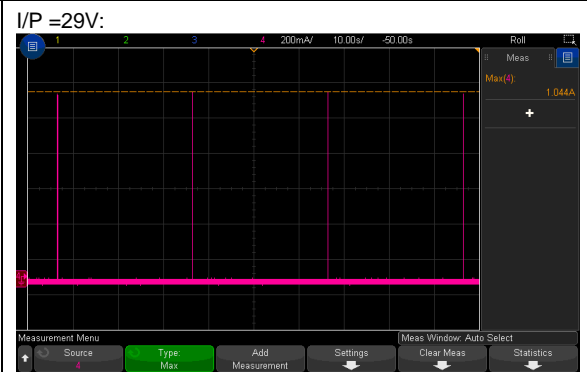 I/P =29V:
1 2 3 4 200mA/ 10.00s/ -50.00s Roll
Meas
Max(4):
1.044A
+
Measurement Menu Meas Window: Auto Select
Source Type: Add Settings Clear Meas Statistics
4 Max Measurement